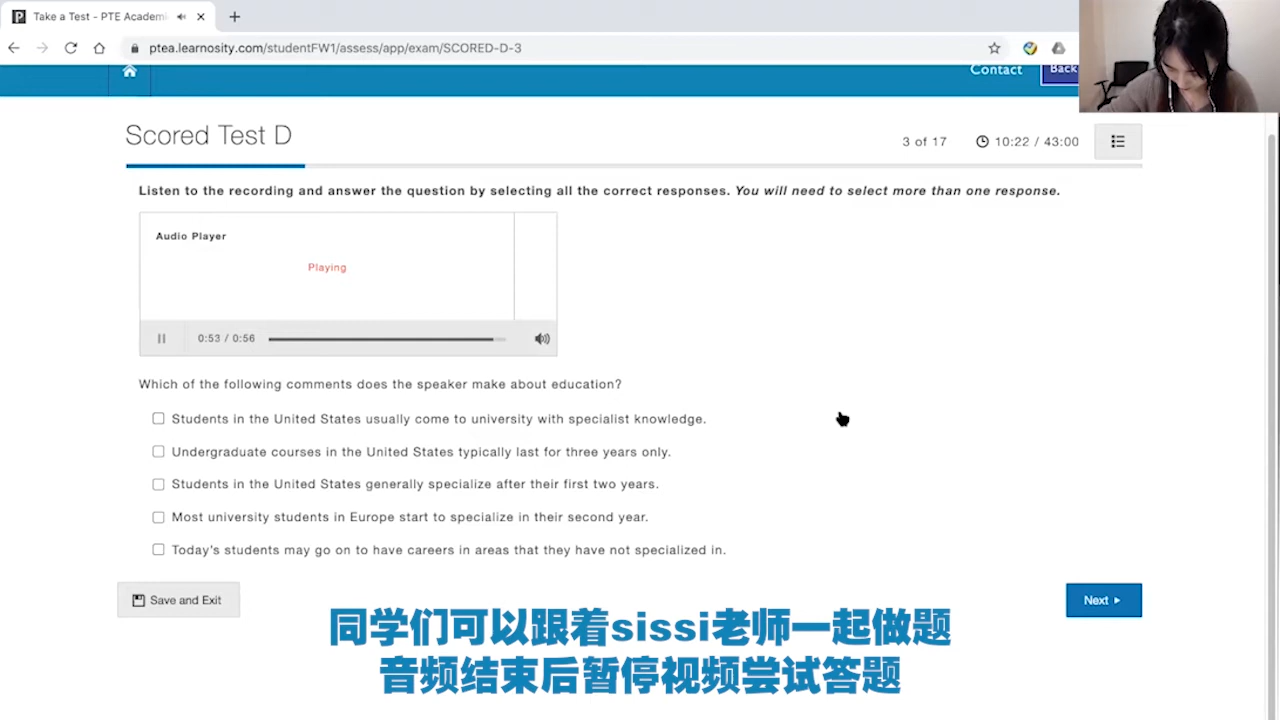 Take a Test - PTE Academi
ptea.learnosity.com/studentFW1/assess/app/exam/SCORED-D-3
Contact
Back
Scored Test D
3 of 17
10:22 / 43:00
Listen to the recording and answer the question by selecting all the correct responses. You will need to select more than one response.
Audio Player
Playing
0:53 / 0:56
Which of the following comments does the speaker make about education?
Students in the United States usually come to university with specialist knowledge.
Undergraduate courses in the United States typically last for three years only.
Students in the United States generally specialize after their first two years.
Most university students in Europe start to specialize in their second year.
Today's students may go on to have careers in areas that they have not specialized in.
Save and Exit
Next
同学们可以跟着sissi老师一起做题
音频结束后暂停视频尝试答题